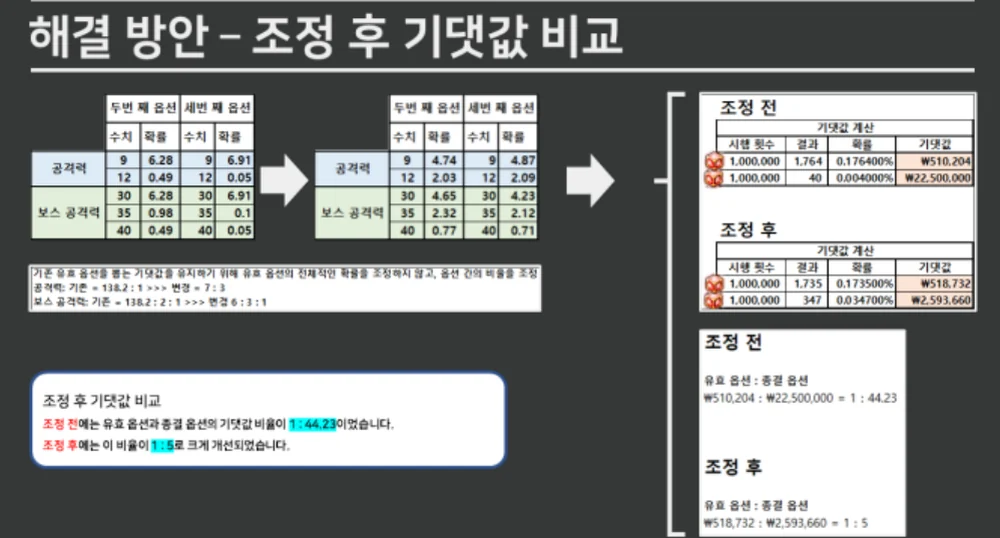 해결 방안 – 조정 후 기댓값 비교
두번 째 옵션 세번 째 옵션
수치 확률 수치 확률
공격력 9 6.28 9 6.91
12 0.49 12 0.05
보스 공격력 30 6.28 30 6.91
35 0.98 35 0.1
40 0.49 40 0.05
두번 째 옵션 세번 째 옵션
수치 확률 수치 확률
공격력 9 4.74 9 4.87
12 2.03 12 2.09
보스 공격력 30 4.65 30 4.23
35 2.32 35 2.12
40 0.77 40 0.71
기존 유효 옵션을 뽑는 기댓값을 유지하기 위해 유효 옵션의 전체적인 확률을 조정하지 않고, 옵션 간의 비율을 조정
공격력: 기존 = 138.2 : 1 >>> 변경 = 7 : 3
보스 공격력: 기존 = 138.2 : 2 : 1 >>> 변경 6 : 3 : 1
조정 후 기댓값 비교
조정 전에는 유효 옵션과 종결 옵션의 기댓값 비율이 1 : 44.23이었습니다.
조정 후에는 이 비율이 1 : 5로 크게 개선되었습니다.
조정 전
기댓값 계산
시행 횟수 결과 확률 기댓값
1,000,000 1,764 0.176400% ₩510,204
1,000,000 40 0.004000% ₩22,500,000
조정 후
기댓값 계산
시행 횟수 결과 확률 기댓값
1,000,000 1,735 0.173500% ₩518,732
1,000,000 347 0.034700% ₩2,593,660
조정 전
유효 옵션 : 종결 옵션
₩510,204 : ₩22,500,000 = 1 : 44.23
조정 후
유효 옵션 : 종결 옵션
₩518,732 : ₩2,593,660 = 1 : 5